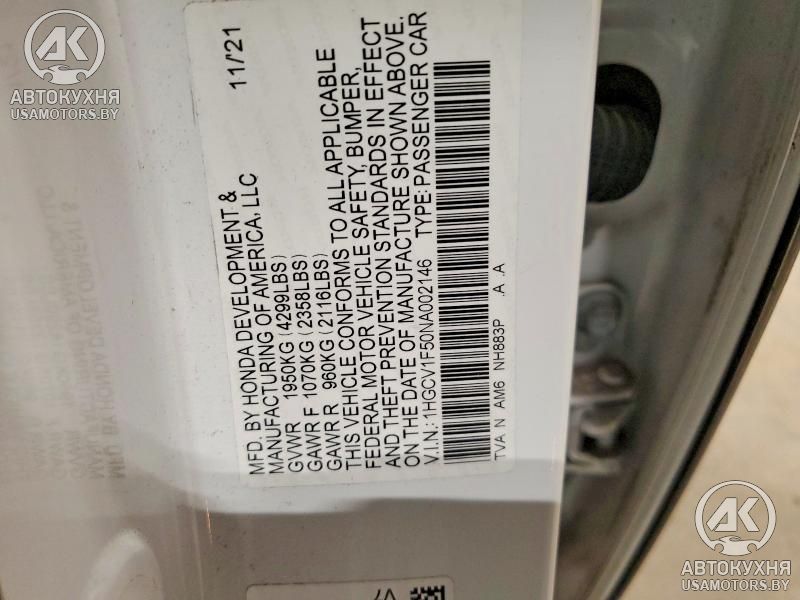 AK
АВТОКУХНЯ
USAMOTORS.BY
MFD. BY HONDA DEVELOPMENT & 11/'21
MANUFACTURING OF AMERICA, LLC
GVWR 1950KG (4299LBS)
GAWR F 1070KG (2358LBS)
GAWR R 960KG (2116LBS)
THIS VEHICLE CONFORMS TO ALL APPLICABLE
FEDERAL MOTOR VEHICLE SAFETY, BUMPER,
AND THEFT PREVENTION STANDARDS IN EFFECT
ON THE DATE OF MANUFACTURE SHOWN ABOVE.
V.I.N.: 1HGCV1F50NA002146 TYPE: PASSENGER CAR
TVA N AM6 NH883P .A .A
AK
АВТОКУХНЯ
USAMOTORS.BY